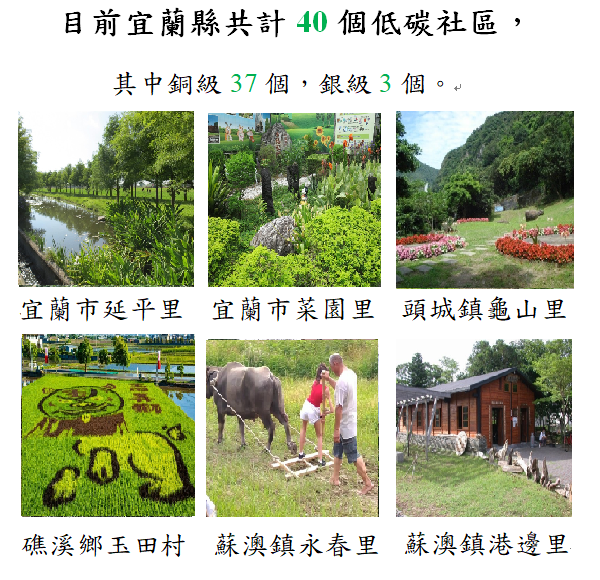 目前宜蘭縣共計 40 個低碳社區，
其中銅級 37 個，銀級 3 個。
宜蘭市延平里
宜蘭市菜園里
頭城鎮龜山里
礁溪鄉玉田村
蘇澳鎮永春里
蘇澳鎮港邊里